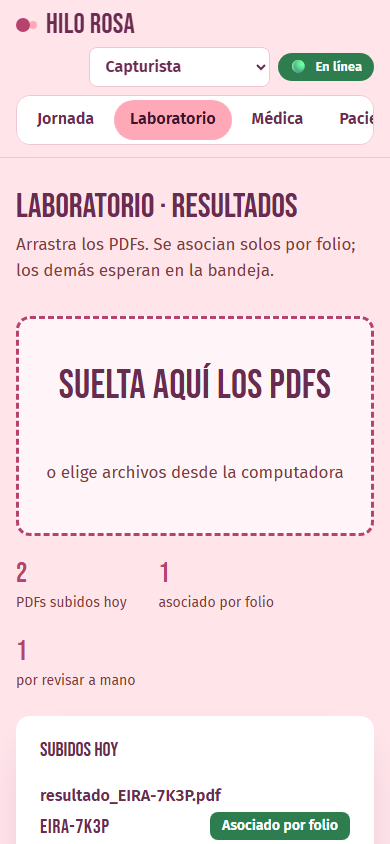 HILO ROSA
Capturista
En línea
Jornada Laboratorio Médica
LABORATORIO · RESULTADOS
Arrastra los PDFs. Se asocian solos por folio;
los demás esperan en la bandeja.
SUELTA AQUÍ LOS PDFS
o elige archivos desde la computadora
2
PDFs subidos hoy
1
asociado por folio
1
por revisar a mano
SUBIDOS HOY
resultado_EIRA-7K3P.pdf
EIRA-7K3P
Asociado por folio